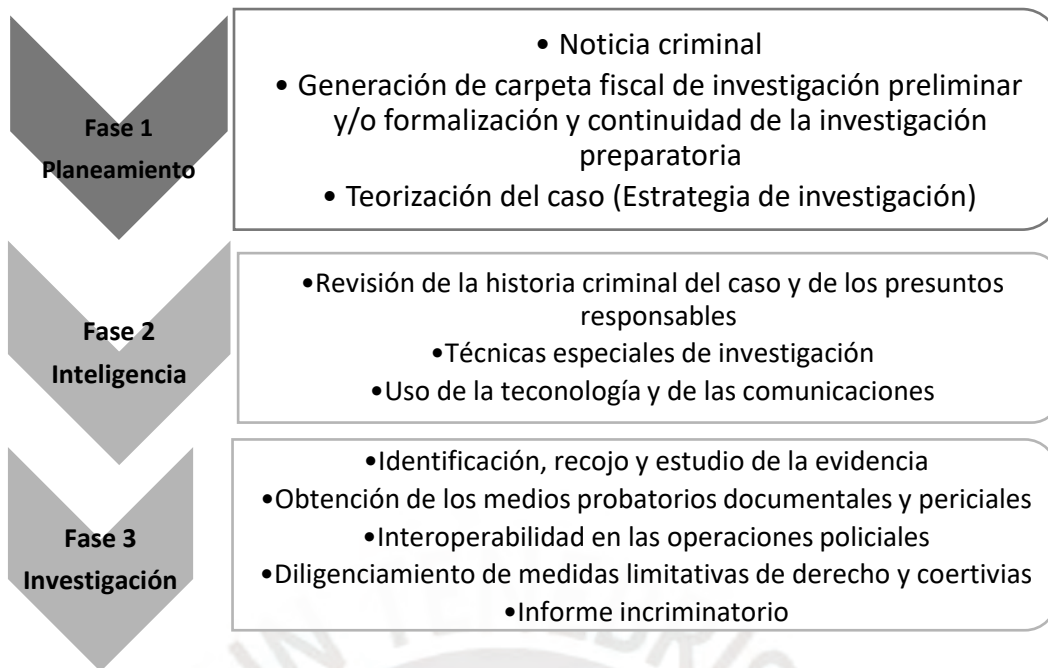 Fase 1
Planeamiento
• Noticia criminal
• Generación de carpeta fiscal de investigación preliminar
y/o formalización y continuidad de la investigación
preparatoria
• Teorización del caso (Estrategia de investigación)
Fase 2
Inteligencia
•Revisión de la historia criminal del caso y de los presuntos
responsables
•Técnicas especiales de investigación
•Uso de la teconología y de las comunicaciones
Fase 3
Investigación
•Identificación, recojo y estudio de la evidencia
•Obtención de los medios probatorios documentales y periciales
•Interoperabilidad en las operaciones policiales
•Diligenciamiento de medidas limitativas de derecho y coertivias
•Informe incriminatorio